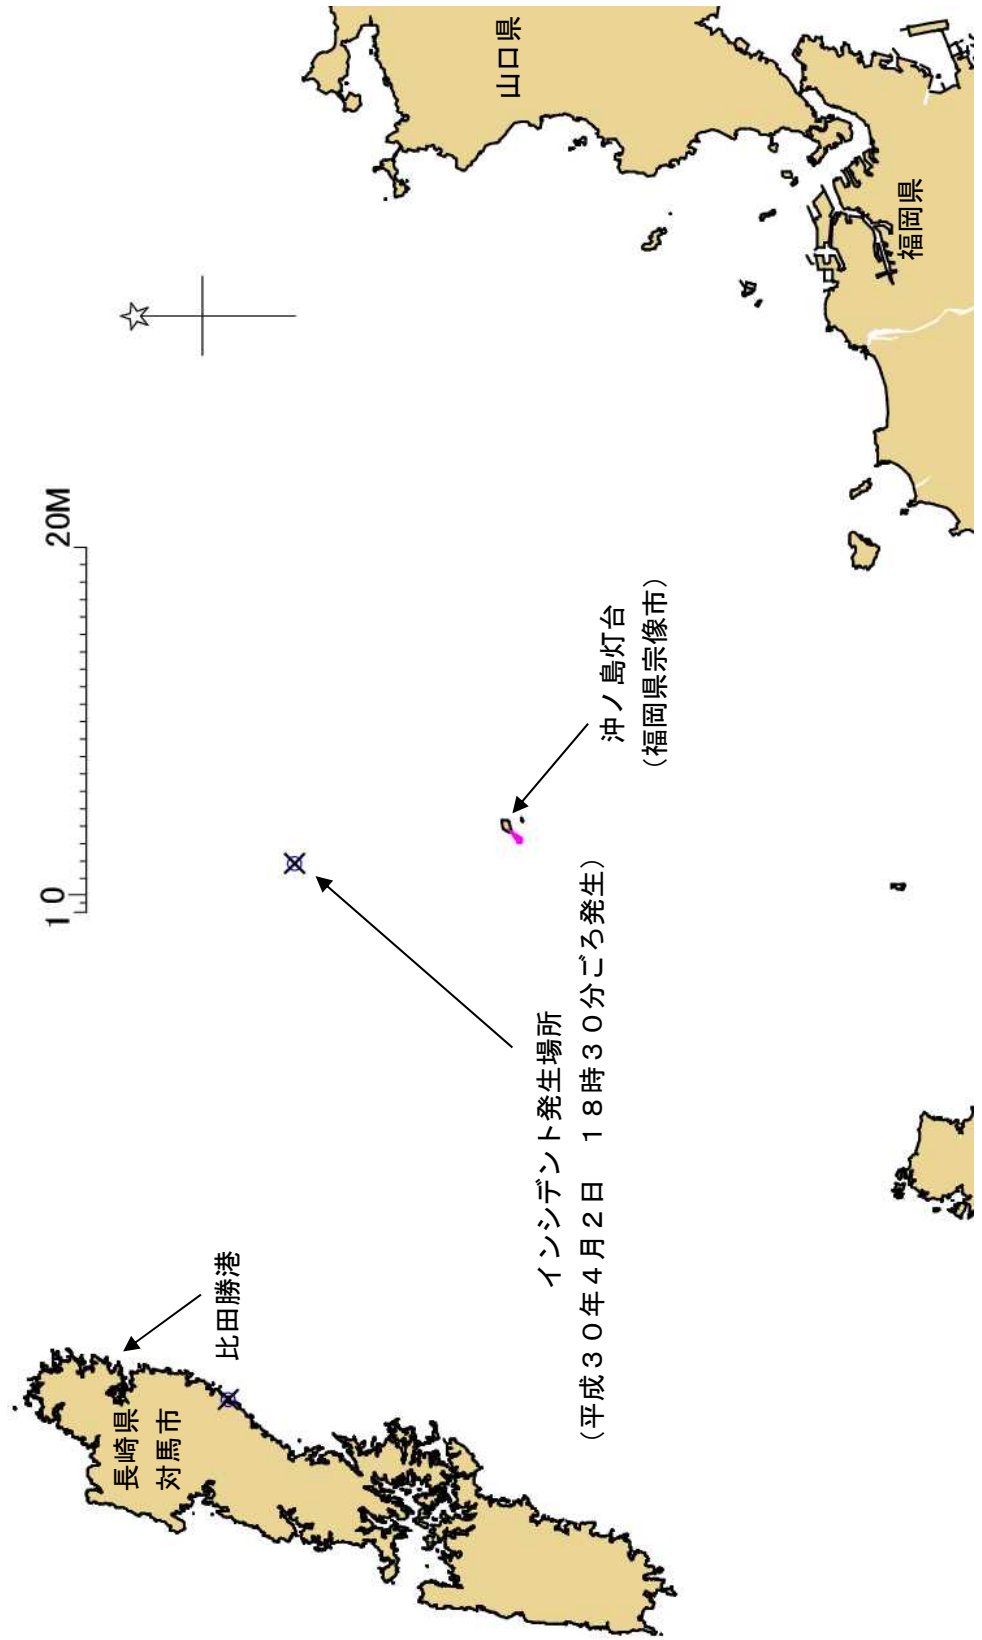 長崎県
対馬市
比田勝港
インシデント発生場所
（平成３０年４月２日　１８時３０分ごろ発生）
沖ノ島灯台
（福岡県宗像市）
1 0
20M
山口県
福岡県